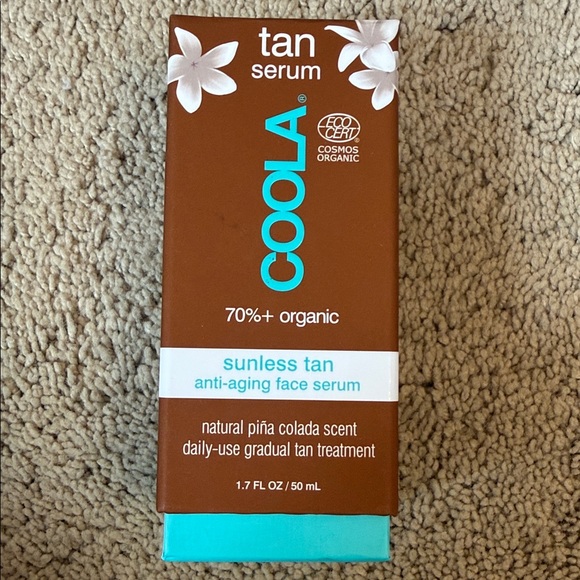 tan
serum
COOLA®
ECO
CERT
COSMOS
ORGANIC
70%+ organic
sunless tan
anti-aging face serum
natural piña colada scent
daily-use gradual tan treatment
1.7 FL OZ / 50 mL